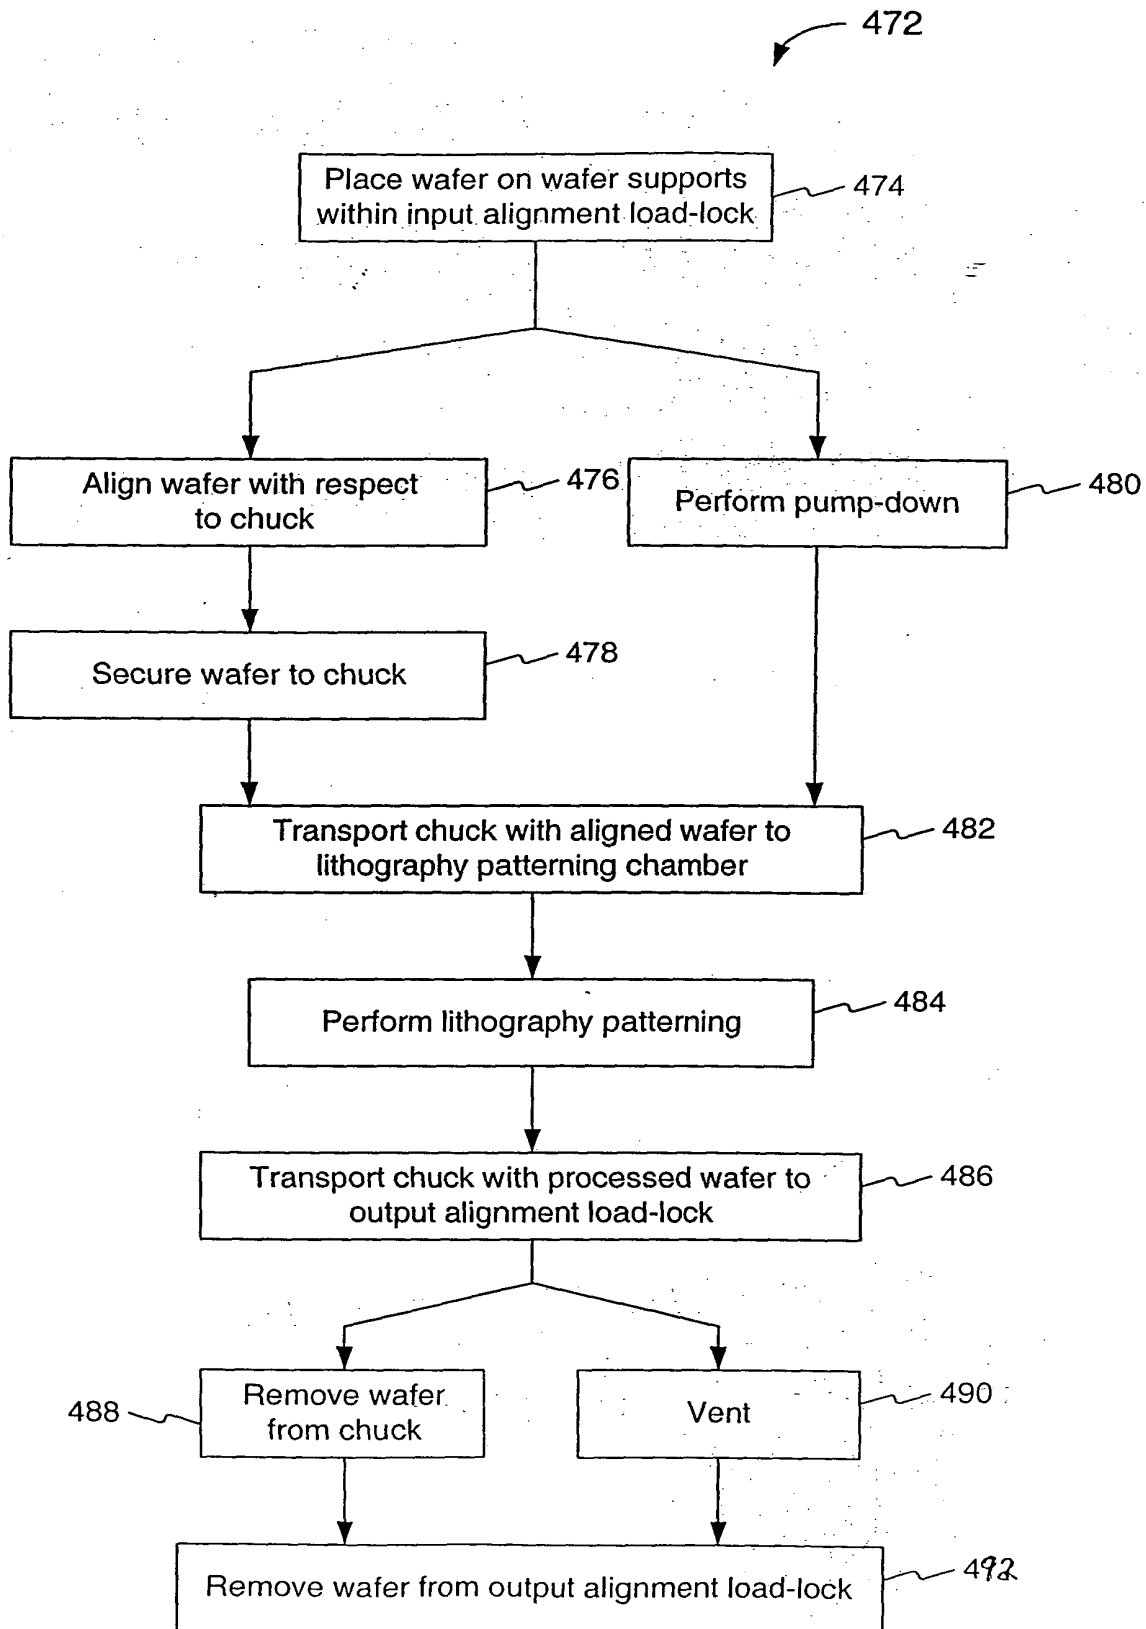 472
Place wafer on wafer supports
within input alignment load-lock
474
Align wafer with respect
to chuck
476
Perform pump-down
480
Secure wafer to chuck
478
Transport chuck with aligned wafer to
lithography patterning chamber
482
Perform lithography patterning
484
Transport chuck with processed wafer to
output alignment load-lock
486
488
Remove wafer
from chuck
Vent
490
Remove wafer from output alignment load-lock
492